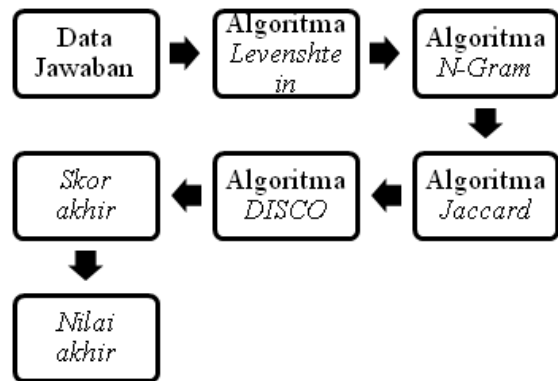 Data
Jawaban
Algoritma
Levenshte
in
Algoritma
N-Gram
Algoritma
Jaccard
Algoritma
DISCO
Skor
akhir
Nilai
akhir